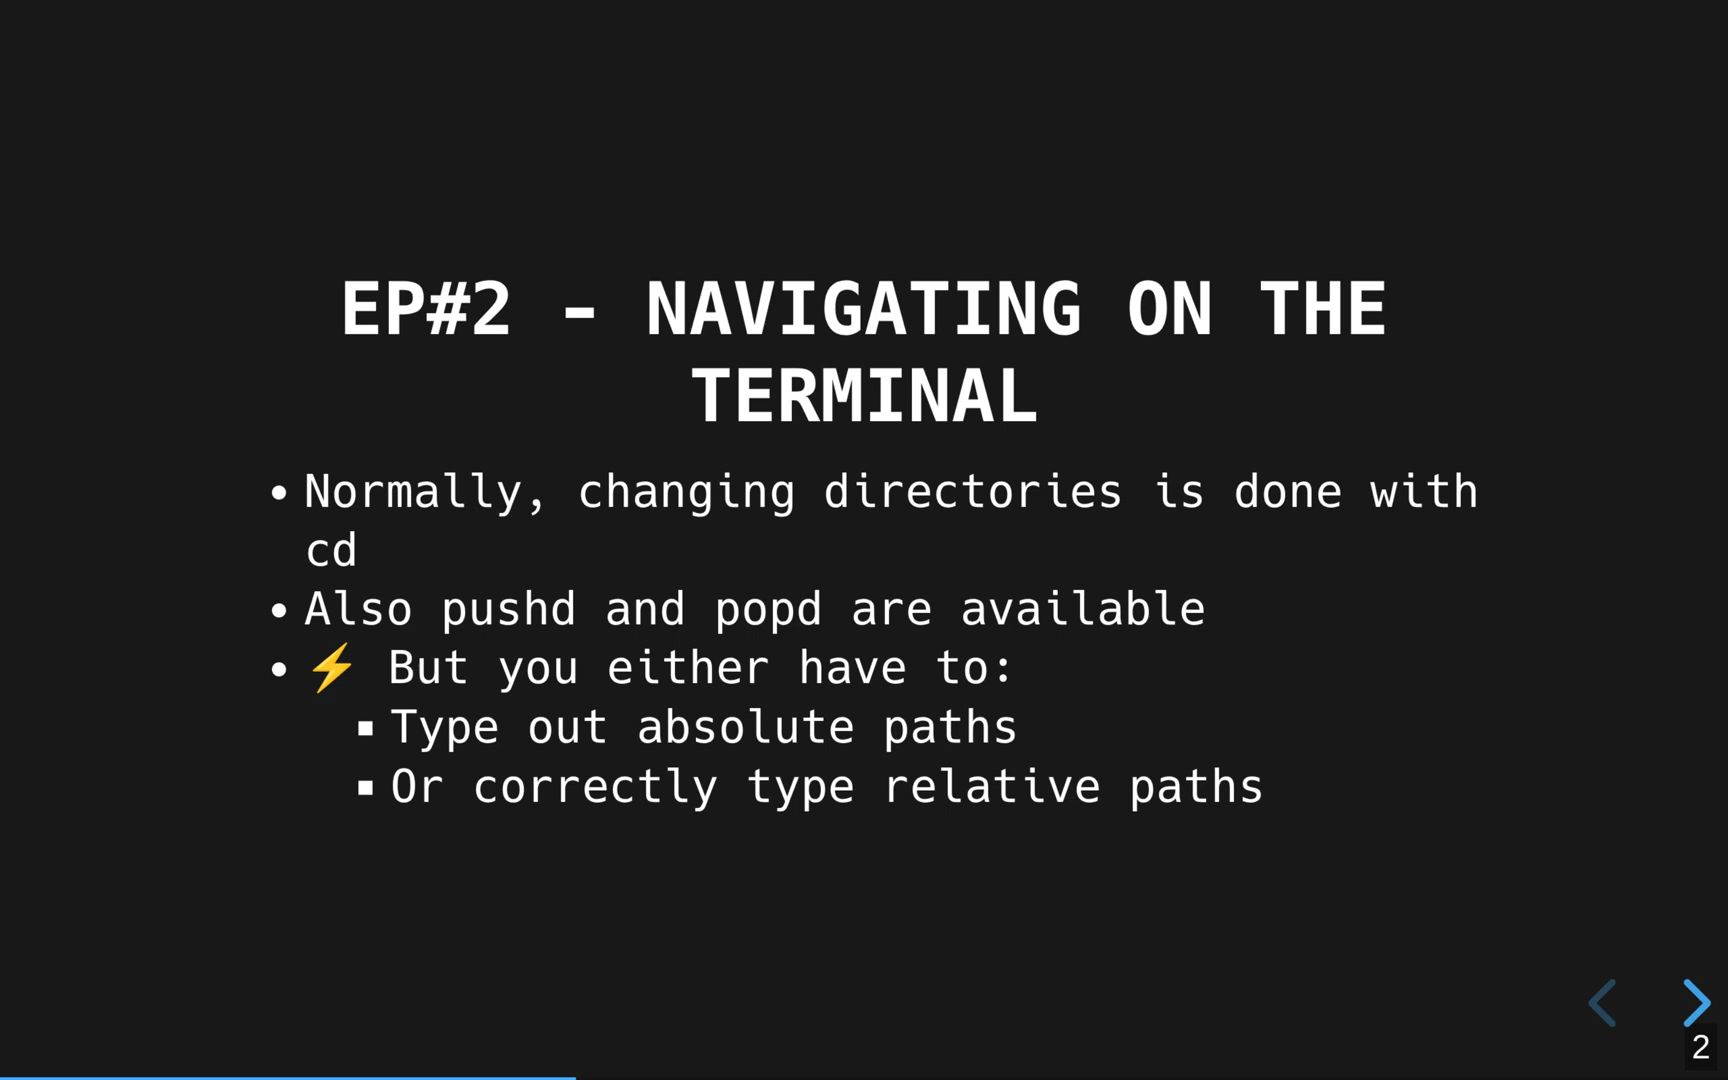 EP#2 - NAVIGATING ON THE
TERMINAL
• Normally, changing directories is done with
cd
• Also pushd and popd are available
• ⚡ But you either have to:
▪ Type out absolute paths
▪ Or correctly type relative paths
2